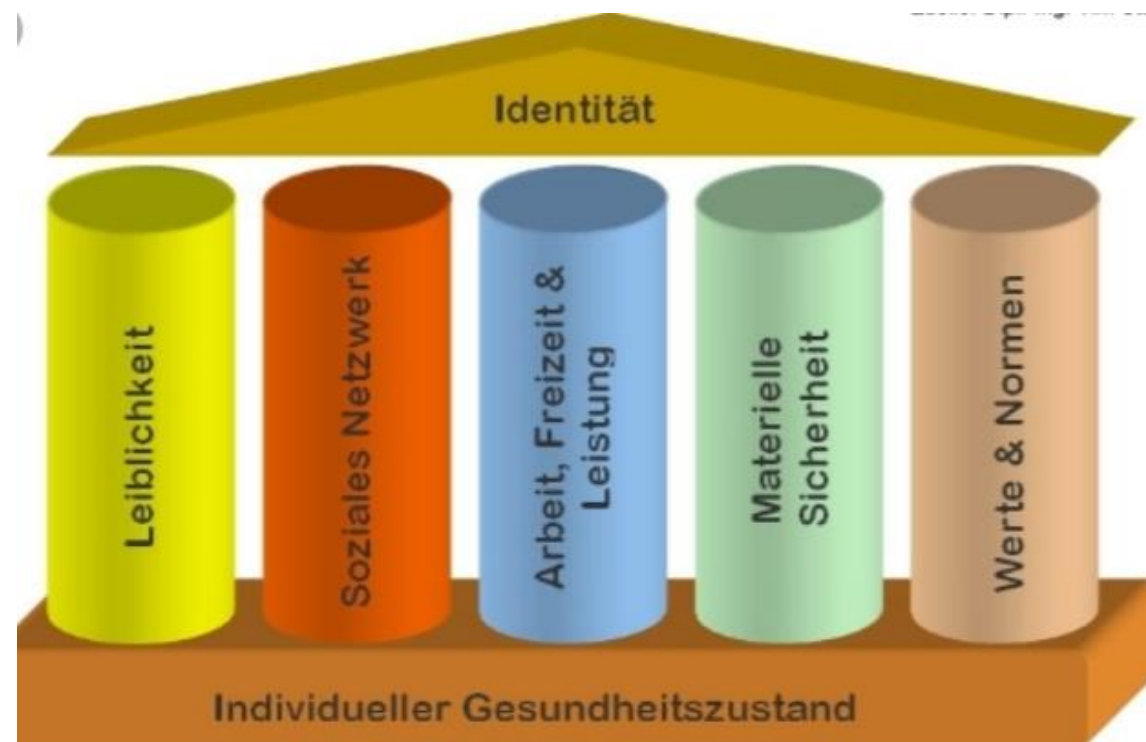 Identität
Leiblichkeit
Soziales Netzwerk
Arbeit, Freizeit &
Leistung
Materielle
Sicherheit
Werte & Normen
Individueller Gesundheitszustand